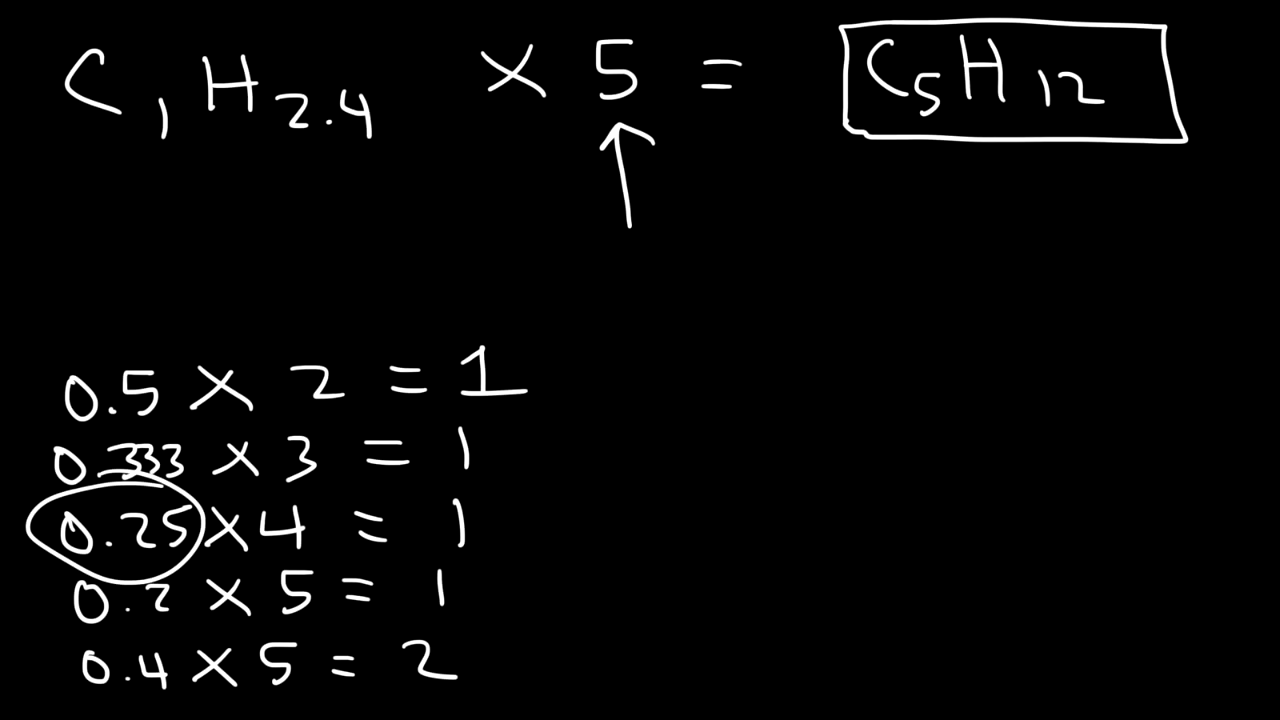 C₁H₂.₄ × 5 = C₅H₁₂
0.5 × 2 = 1
0.333 × 3 = 1
0.25 × 4 = 1
0.2 × 5 = 1
0.4 × 5 = 2